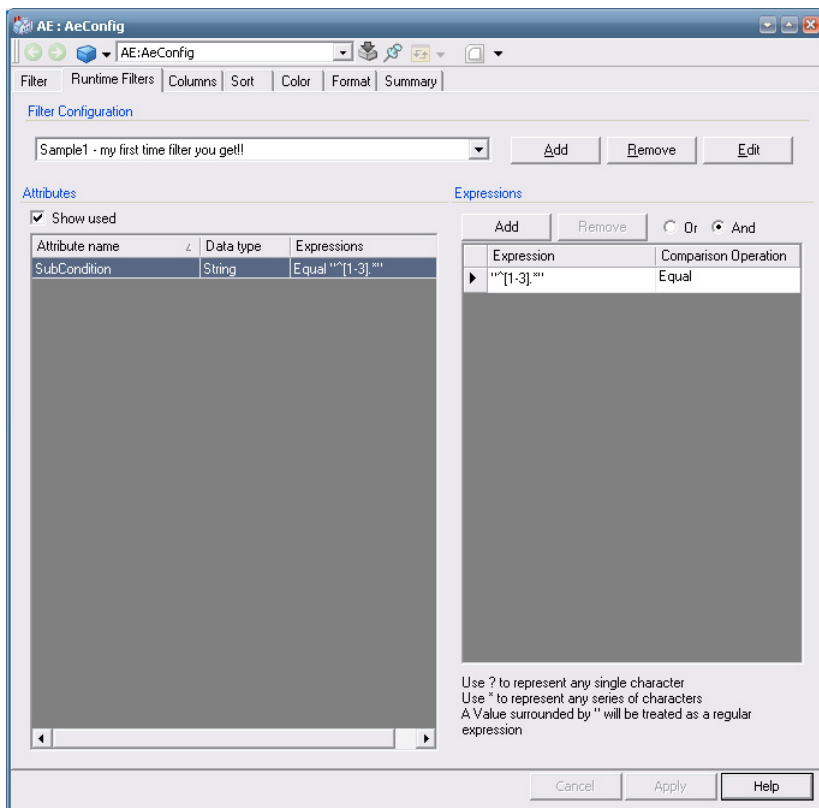 AE : AeConfig
AE:AeConfig
Filter Runtime Filters Columns Sort Color Format Summary
Filter Configuration
Sample1 - my first time filter you get!! Add Remove Edit
Attributes
Show used
Attribute name Data type Expressions
SubCondition String Equal "^[1-3].*"
Expressions
Add Remove Or And
Expression Comparison Operation
"^[1-3].*" Equal
Use ? to represent any single character
Use * to represent any series of characters
A Value surrounded by " will be treated as a regular
expression
Cancel Apply Help